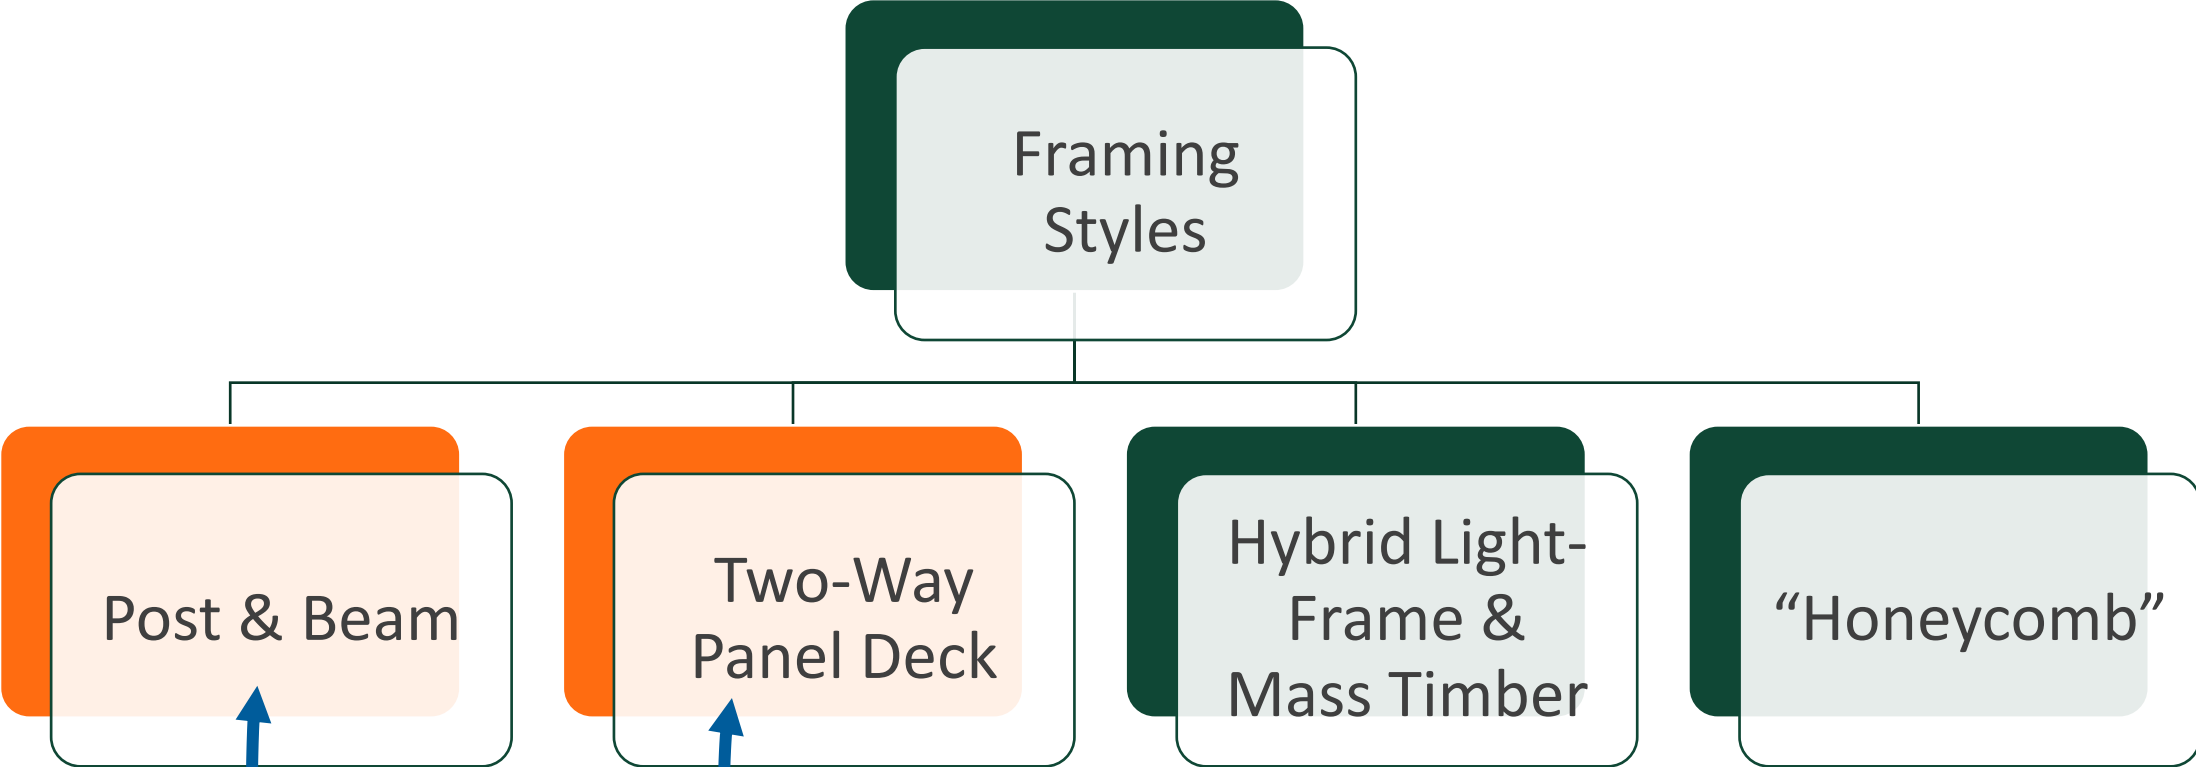 Framing
Styles
Post & Beam
Two-Way
Panel Deck
Hybrid Light-
Frame &
Mass Timber
“Honeycomb”